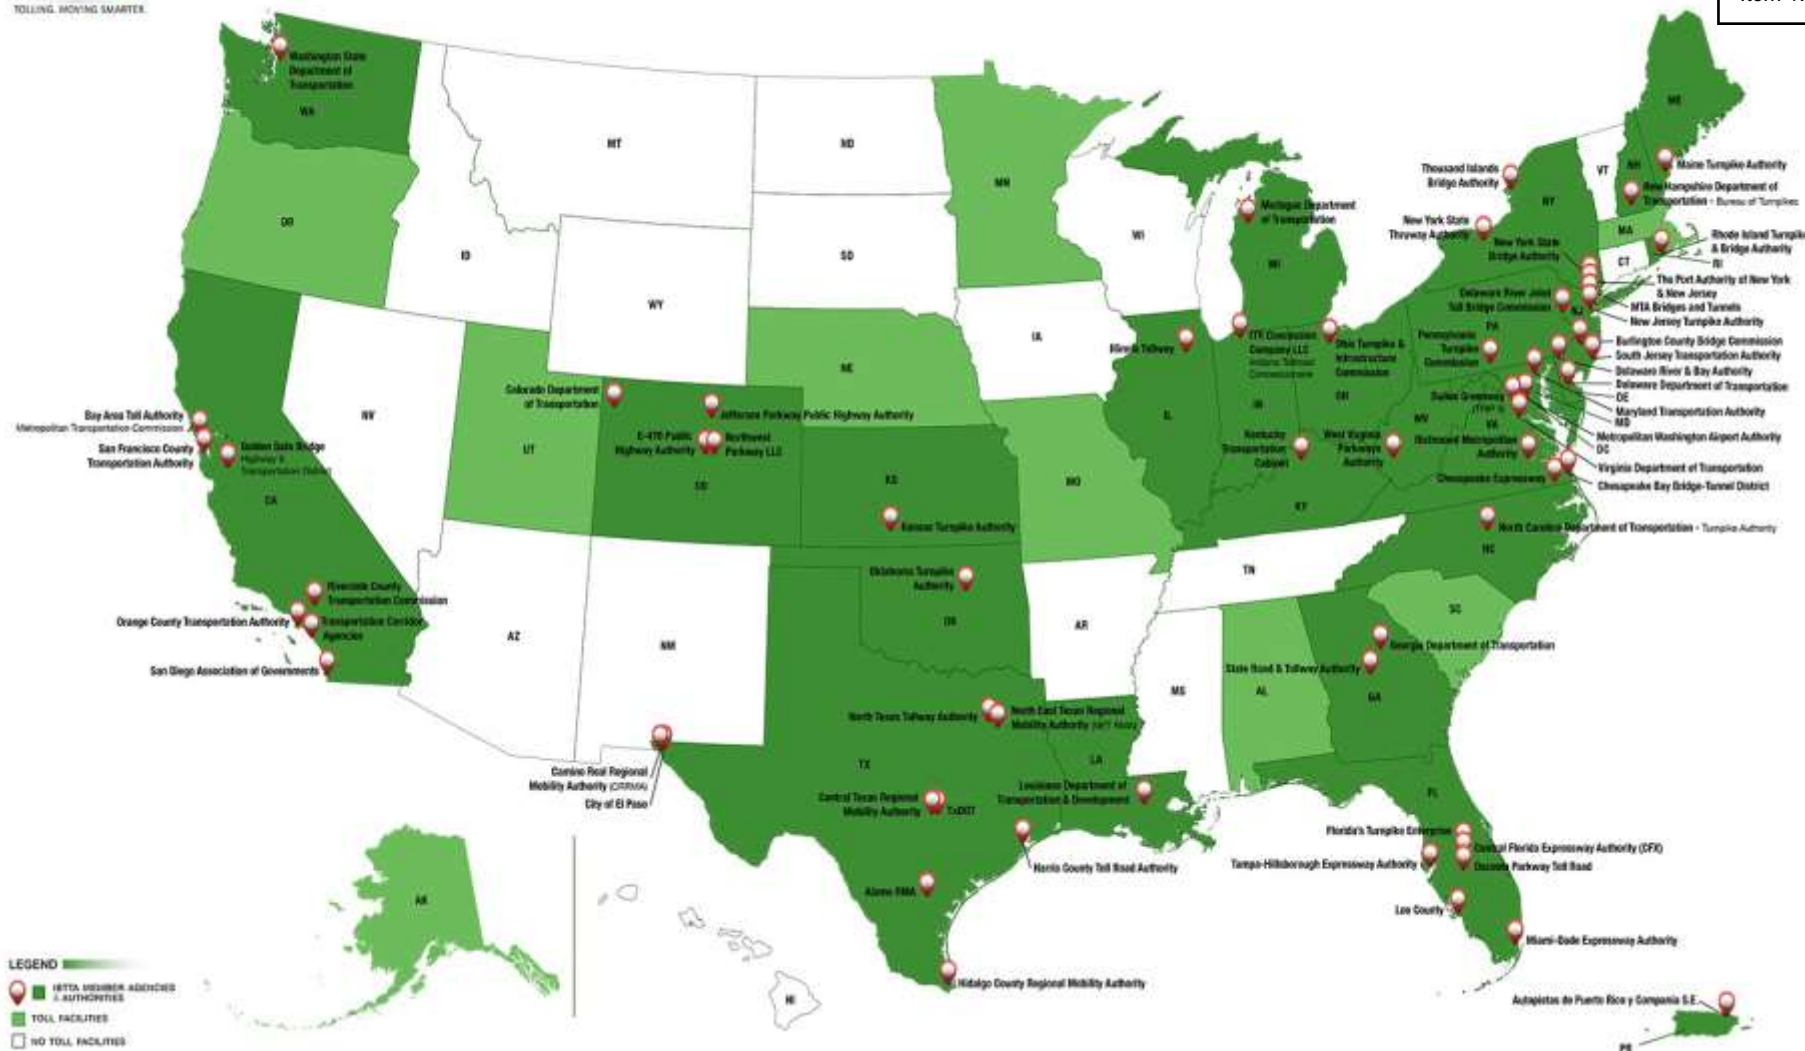 TOLLING. MOVING SMARTER.
Washington State
Department of
Transportation
WA
OR
MT
ID
WY
ND
SD
NE
MN
WI
IA
MI
Michigan Department
of Transportation
Thousand Islands
Bridge Authority
New York State
Thruway Authority
New York State
Bridge Authority
NY
VT
NH
ME
Maine Turnpike Authority
New Hampshire Department of
Transportation - Bureau of Turnpikes
MA
CT
Rhode Island Turnpike
& Bridge Authority
RI
The Port Authority of New York
& New Jersey
MTA Bridges and Tunnels
New Jersey Turnpike Authority
NJ
Burlington County Bridge Commission
South Jersey Transportation Authority
Delaware River & Bay Authority
Delaware Department of Transportation
DE
Maryland Transportation Authority
MD
Metropolitan Washington Airport Authority
DC
Virginia Department of Transportation
Chesapeake Bay Bridge-Tunnel District
Delaware River Joint
Toll Bridge Commission
PA
Pennsylvania
Turnpike
Commission
Dulles Greenway
VA
Richmond Metropolitan
Authority
Chesapeake Expressway
WV
West Virginia
Parkways
Authority
Ohio Turnpike &
Infrastructure
Commission
OH
ITR Concession
Company LLC
IN
Illinois Tollway
IL
Kentucky
Transportation
Cabinet
KY
North Carolina Department of Transportation - Turnpike Authority
NC
TN
SC
Georgia Department of Transportation
State Road & Tollway Authority
GA
AL
MS
AR
MO
KS
Kansas Turnpike Authority
Colorado Department
of Transportation
Jefferson Parkway Public Highway Authority
E-470 Public
Highway Authority
Northwest
Parkway LLC
CO
UT
NV
Bay Area Toll Authority
Metropolitan Transportation Commission
San Francisco County
Transportation Authority
Golden Gate Bridge
Highway &
Transportation District
CA
Riverside County
Transportation Commission
Orange County Transportation Authority
Transportation Corridor
Agencies
San Diego Association of Governments
AZ
NM
Oklahoma Turnpike
Authority
OK
North Texas Tollway Authority
North East Texas Regional
Mobility Authority (NET RMA)
TX
LA
Camino Real Regional
Mobility Authority (CRRMA)
City of El Paso
Central Texas Regional
Mobility Authority
TxDOT
Louisiana Department of
Transportation & Development
Harris County Toll Road Authority
Alamo RMA
Hidalgo County Regional Mobility Authority
FL
Florida's Turnpike Enterprise
Central Florida Expressway Authority (CFX)
Tampa-Hillsborough Expressway Authority
Osceola Parkway Toll Road
Lee County
Miami-Dade Expressway Authority
Autopistas de Puerto Rico y Compania S.E.
PR
AK
HI
LEGEND
IBTTA MEMBER AGENCIES
& AUTHORITIES
TOLL FACILITIES
NO TOLL FACILITIES